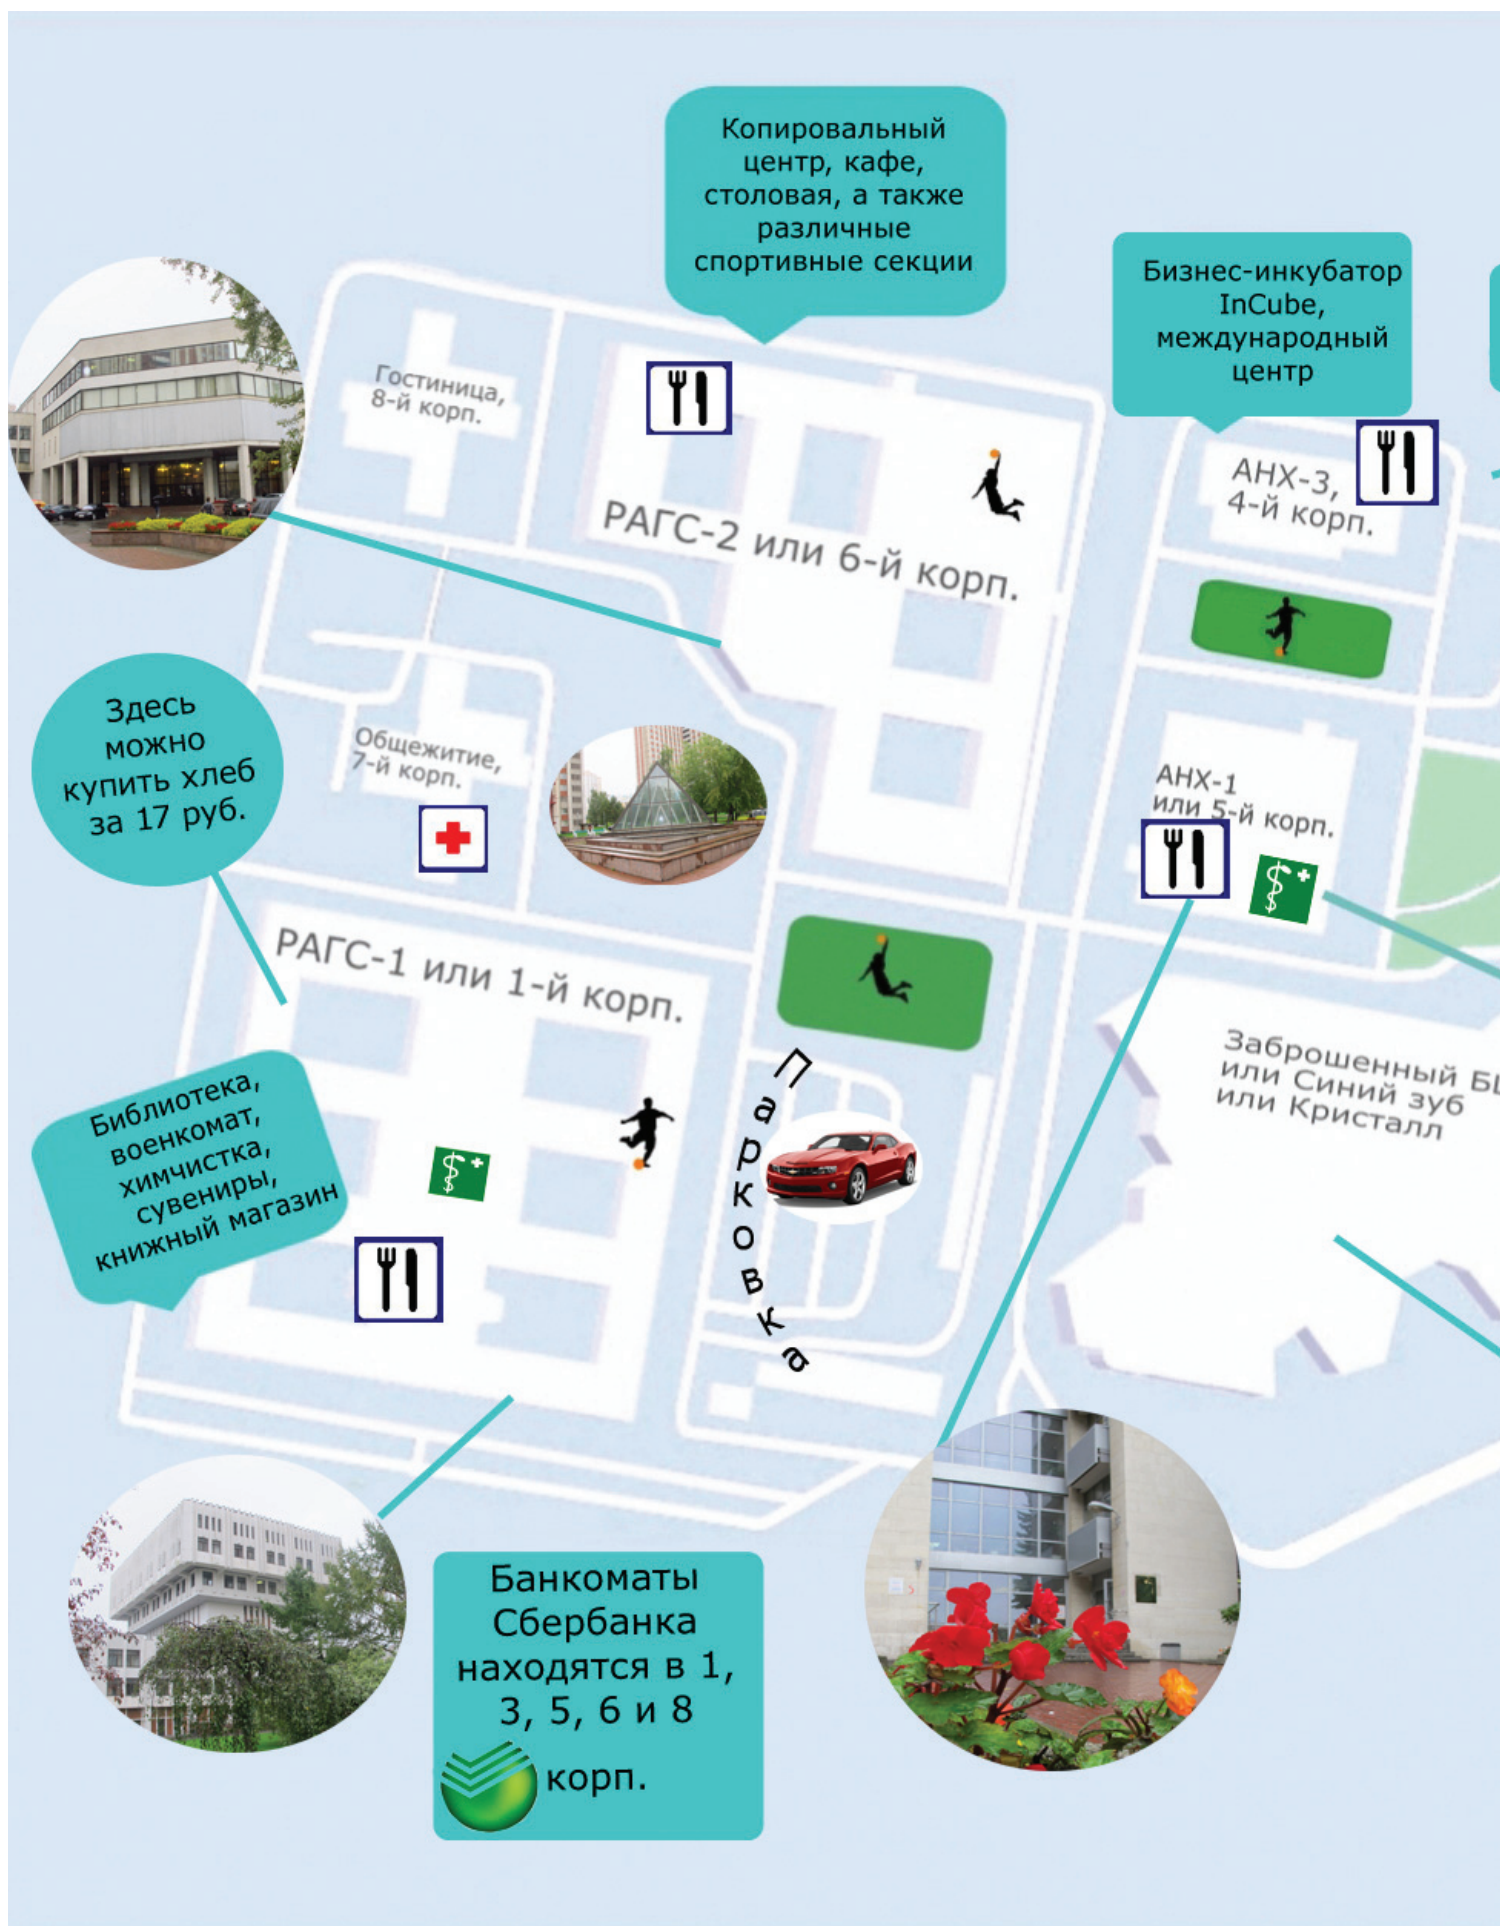 Копировальный
центр, кафе,
столовая, а также
различные
спортивные секции
Бизнес-инкубатор
InCube,
международный
центр
Гостиница,
8-й корп.
АНХ-3,
4-й корп.
РАГС-2 или 6-й корп.
Здесь
можно
купить хлеб
за 17 руб.
Общежитие,
7-й корп.
АНХ-1
или 5-й корп.
РАГС-1 или 1-й корп.
Заброшенный
или Синий зуб
или Кристалл
Парковка
Библиотека,
военкомат,
химчистка,
сувениры,
книжный магазин
Банкоматы
Сбербанка
находятся в 1,
3, 5, 6 и 8
корп.